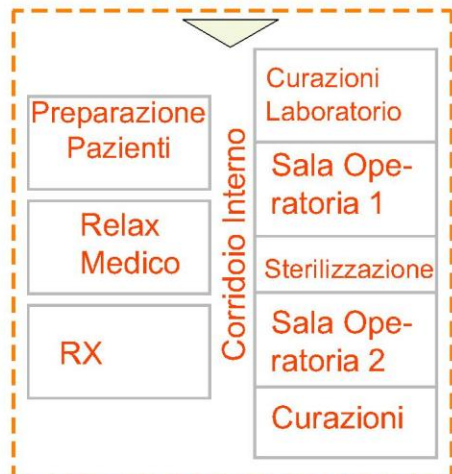 Preparazione
Pazienti
Relax
Medico
RX
Corridoio Interno
Curazioni
Laboratorio
Sala Ope-
ratoria 1
Sterilizzazione
Sala Ope-
ratoria 2
Curazioni